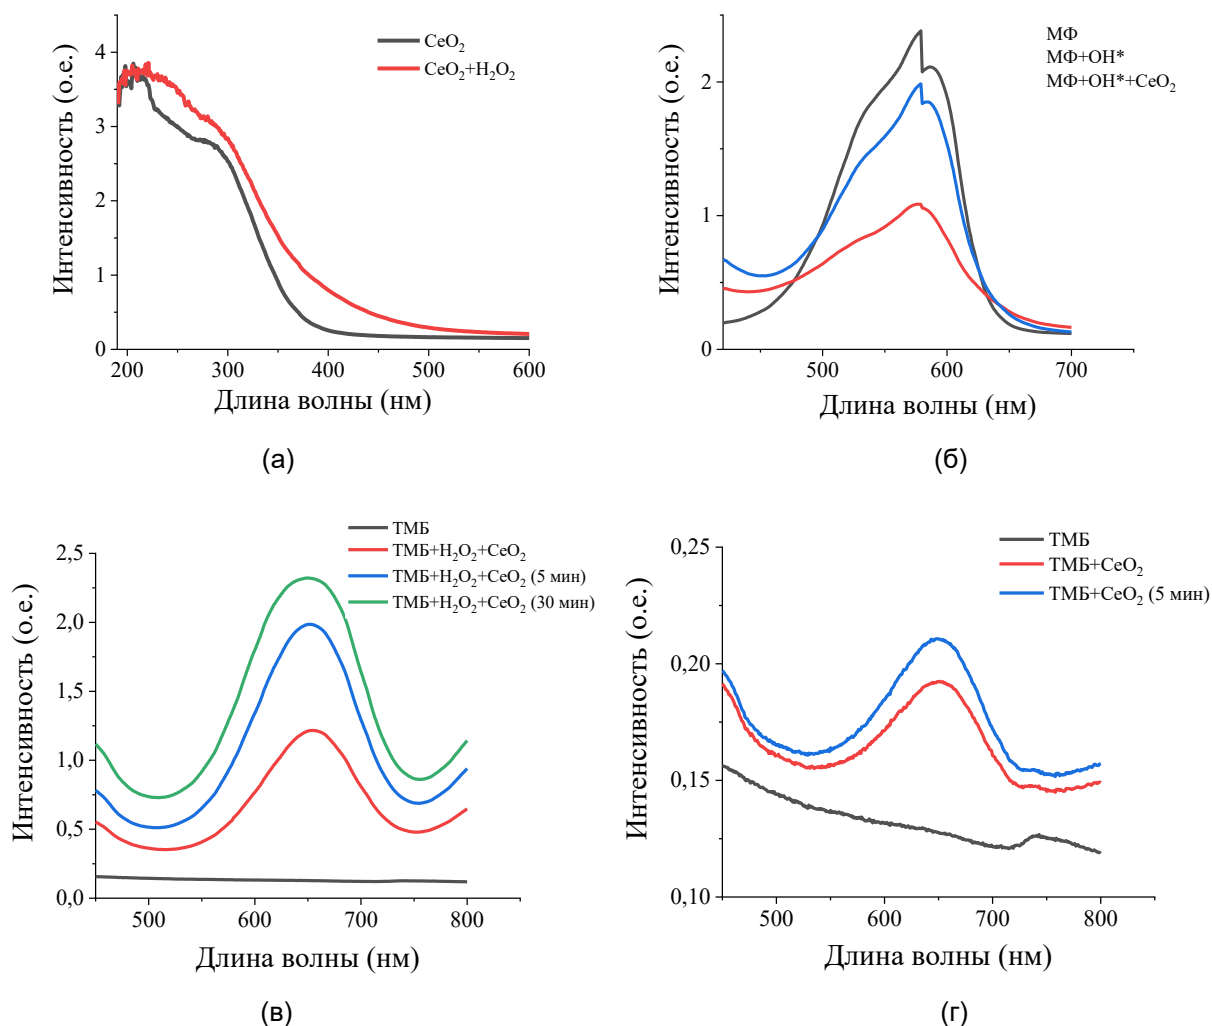 CeO₂
CeO₂+H₂O₂
Интенсивность (о.е.)
4
3
2
1
0
200 300 400 500 600
Длина волны (нм)
(а)
МФ
МФ+OH*
МФ+OH*+CeO₂
Интенсивность (о.е.)
2
1
0
500 600 700
Длина волны (нм)
(б)
ТМБ
ТМБ+H₂O₂+CeO₂
ТМБ+H₂O₂+CeO₂ (5 мин)
ТМБ+H₂O₂+CeO₂ (30 мин)
Интенсивность (о.е.)
2,5
2,0
1,5
1,0
0,5
0,0
500 600 700 800
Длина волны (нм)
(в)
ТМБ
ТМБ+CeO₂
ТМБ+CeO₂ (5 мин)
Интенсивность (о.е.)
0,25
0,20
0,15
0,10
500 600 700 800
Длина волны (нм)
(г)